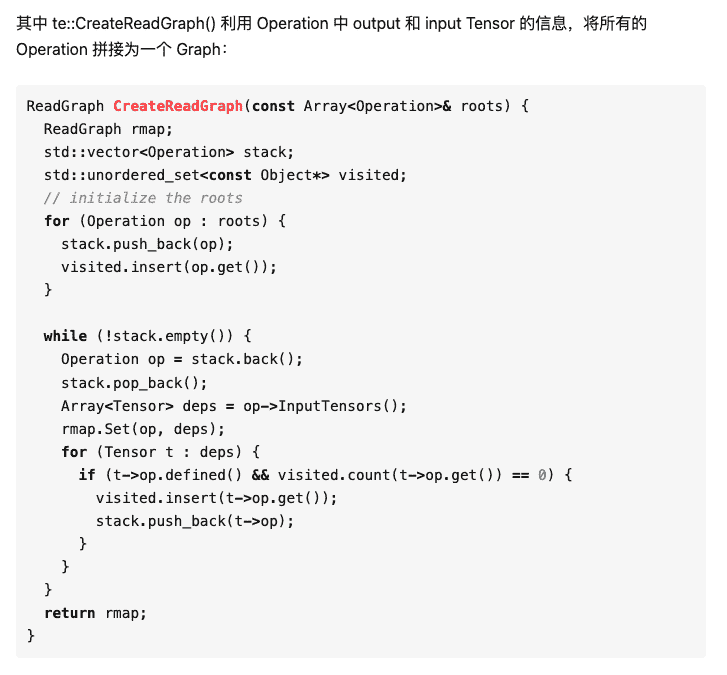 其中 te::CreateReadGraph() 利用 Operation 中 output 和 input Tensor 的信息，将所有的
Operation 拼接为一个 Graph：
ReadGraph CreateReadGraph(const Array<Operation>& roots) {
  ReadGraph rmap;
  std::vector<Operation> stack;
  std::unordered_set<const Object*> visited;
  // initialize the roots
  for (Operation op : roots) {
    stack.push_back(op);
    visited.insert(op.get());
  }

  while (!stack.empty()) {
    Operation op = stack.back();
    stack.pop_back();
    Array<Tensor> deps = op->InputTensors();
    rmap.Set(op, deps);
    for (Tensor t : deps) {
      if (t->op.defined() && visited.count(t->op.get()) == 0) {
        visited.insert(t->op.get());
        stack.push_back(t->op);
      }
    }
  }
  return rmap;
}